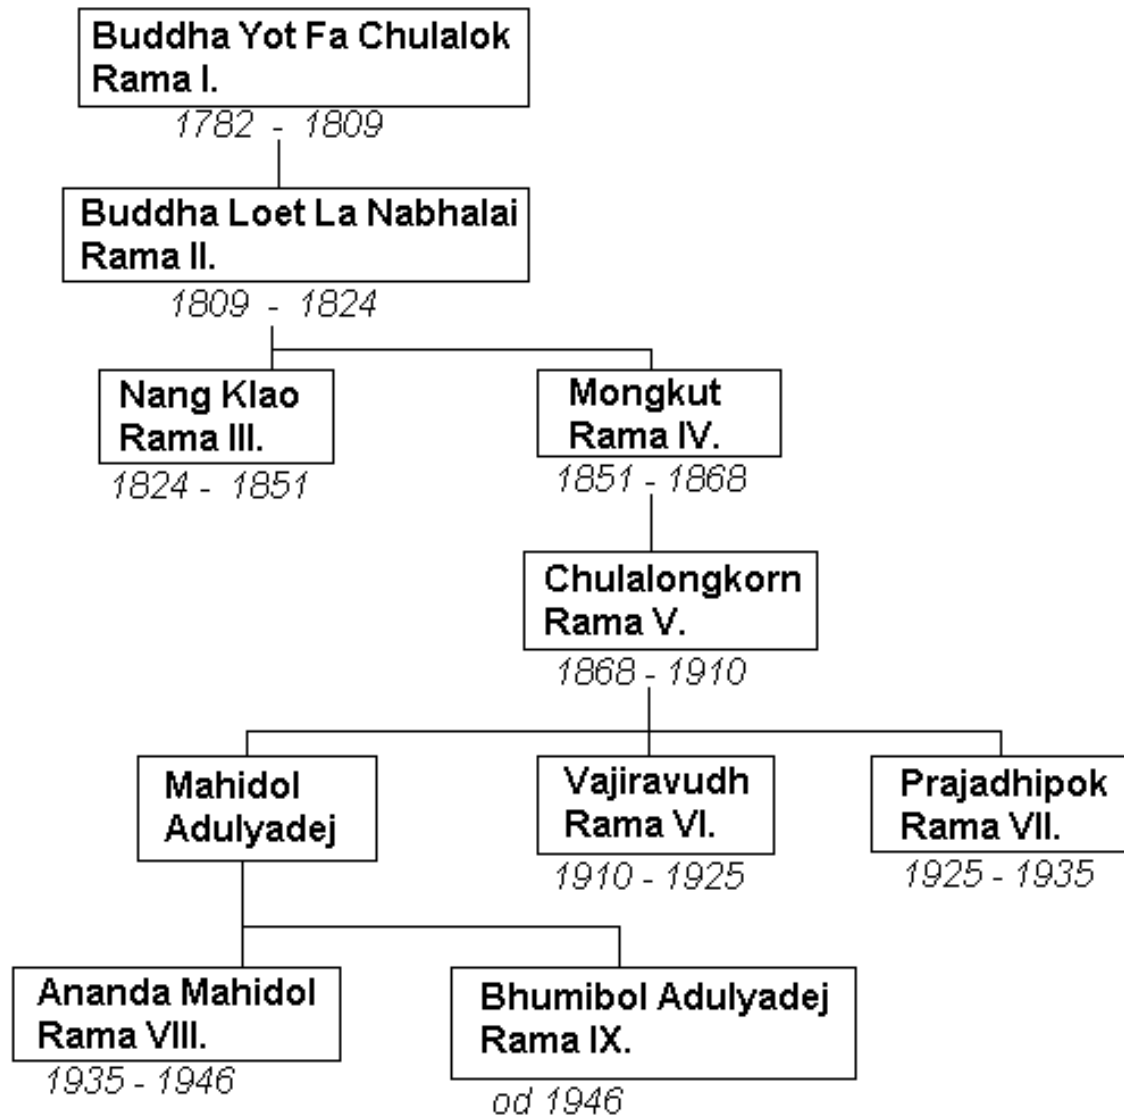 Buddha Yot Fa Chulalok
Rama I.
1782 - 1809
Buddha Loet La Nabhalai
Rama II.
1809 - 1824
Nang Klao
Rama III.
1824 - 1851
Mongkut
Rama IV.
1851 - 1868
Chulalongkorn
Rama V.
1868 - 1910
Mahidol
Adulyadej
Vajiravudh
Rama VI.
1910 - 1925
Prajadhipok
Rama VII.
1925 - 1935
Ananda Mahidol
Rama VIII.
1935 - 1946
Bhumibol Adulyadej
Rama IX.
od 1946